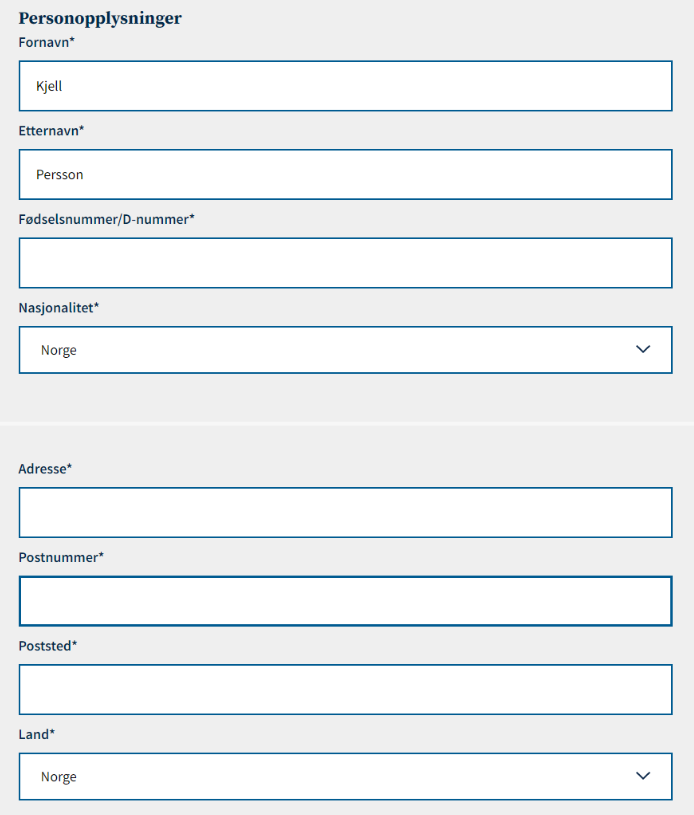 Personopplysninger
Fornavn*
Kjell
Etternavn*
Persson
Fødselsnummer/D-nummer*
Nasjonalitet*
Norge
Adresse*
Postnummer*
Poststed*
Land*
Norge